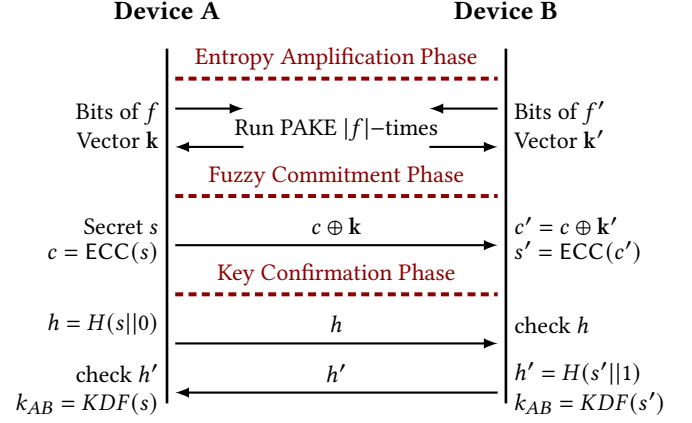 Device A Device B
Entropy Amplification Phase
Bits of f Bits of f′
Run PAKE |f|−times
Vector k Vector k′
Fuzzy Commitment Phase
Secret s c ⊕ k c′ = c ⊕ k′
c = ECC(s) s′ = ECC(c′)
Key Confirmation Phase
h = H(s||0) h check h
check h′ h′ h′ = H(s′||1)
k_AB = KDF(s) k_AB = KDF(s′)